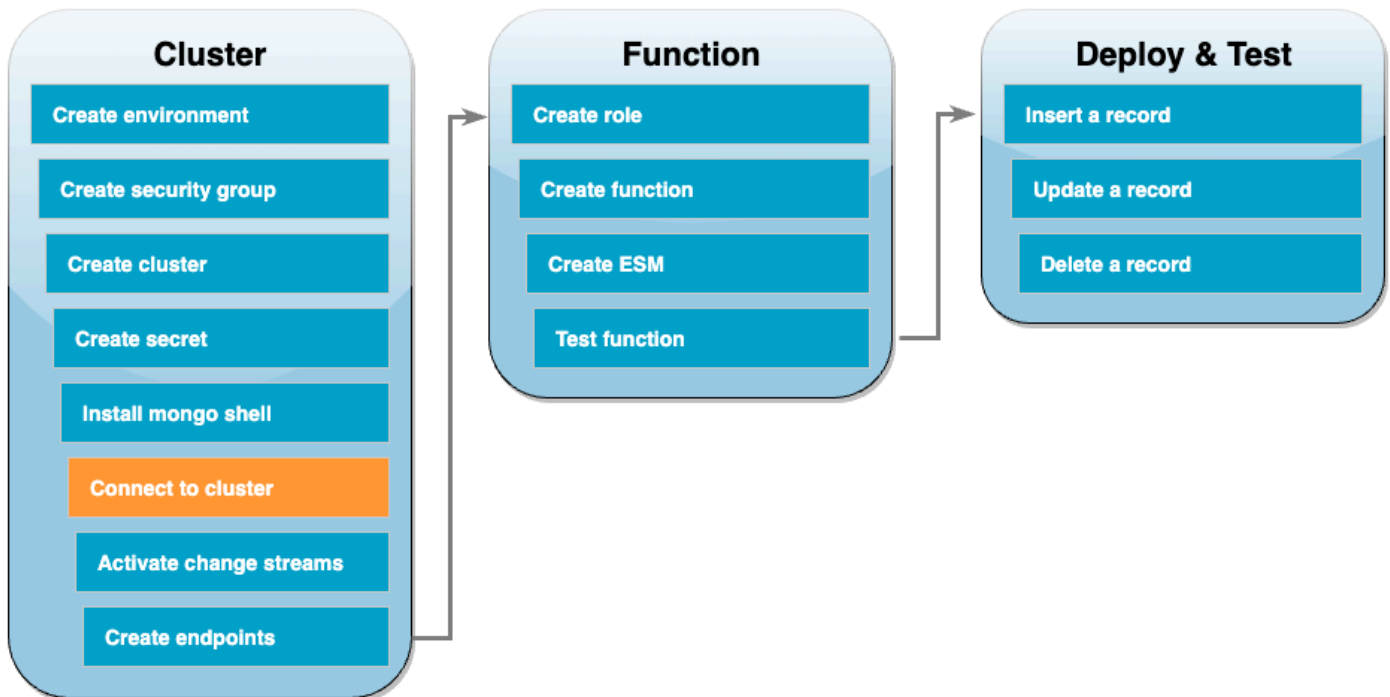 Cluster
Create environment
Create security group
Create cluster
Create secret
Install mongo shell
Connect to cluster
Activate change streams
Create endpoints
Function
Create role
Create function
Create ESM
Test function
Deploy & Test
Insert a record
Update a record
Delete a record